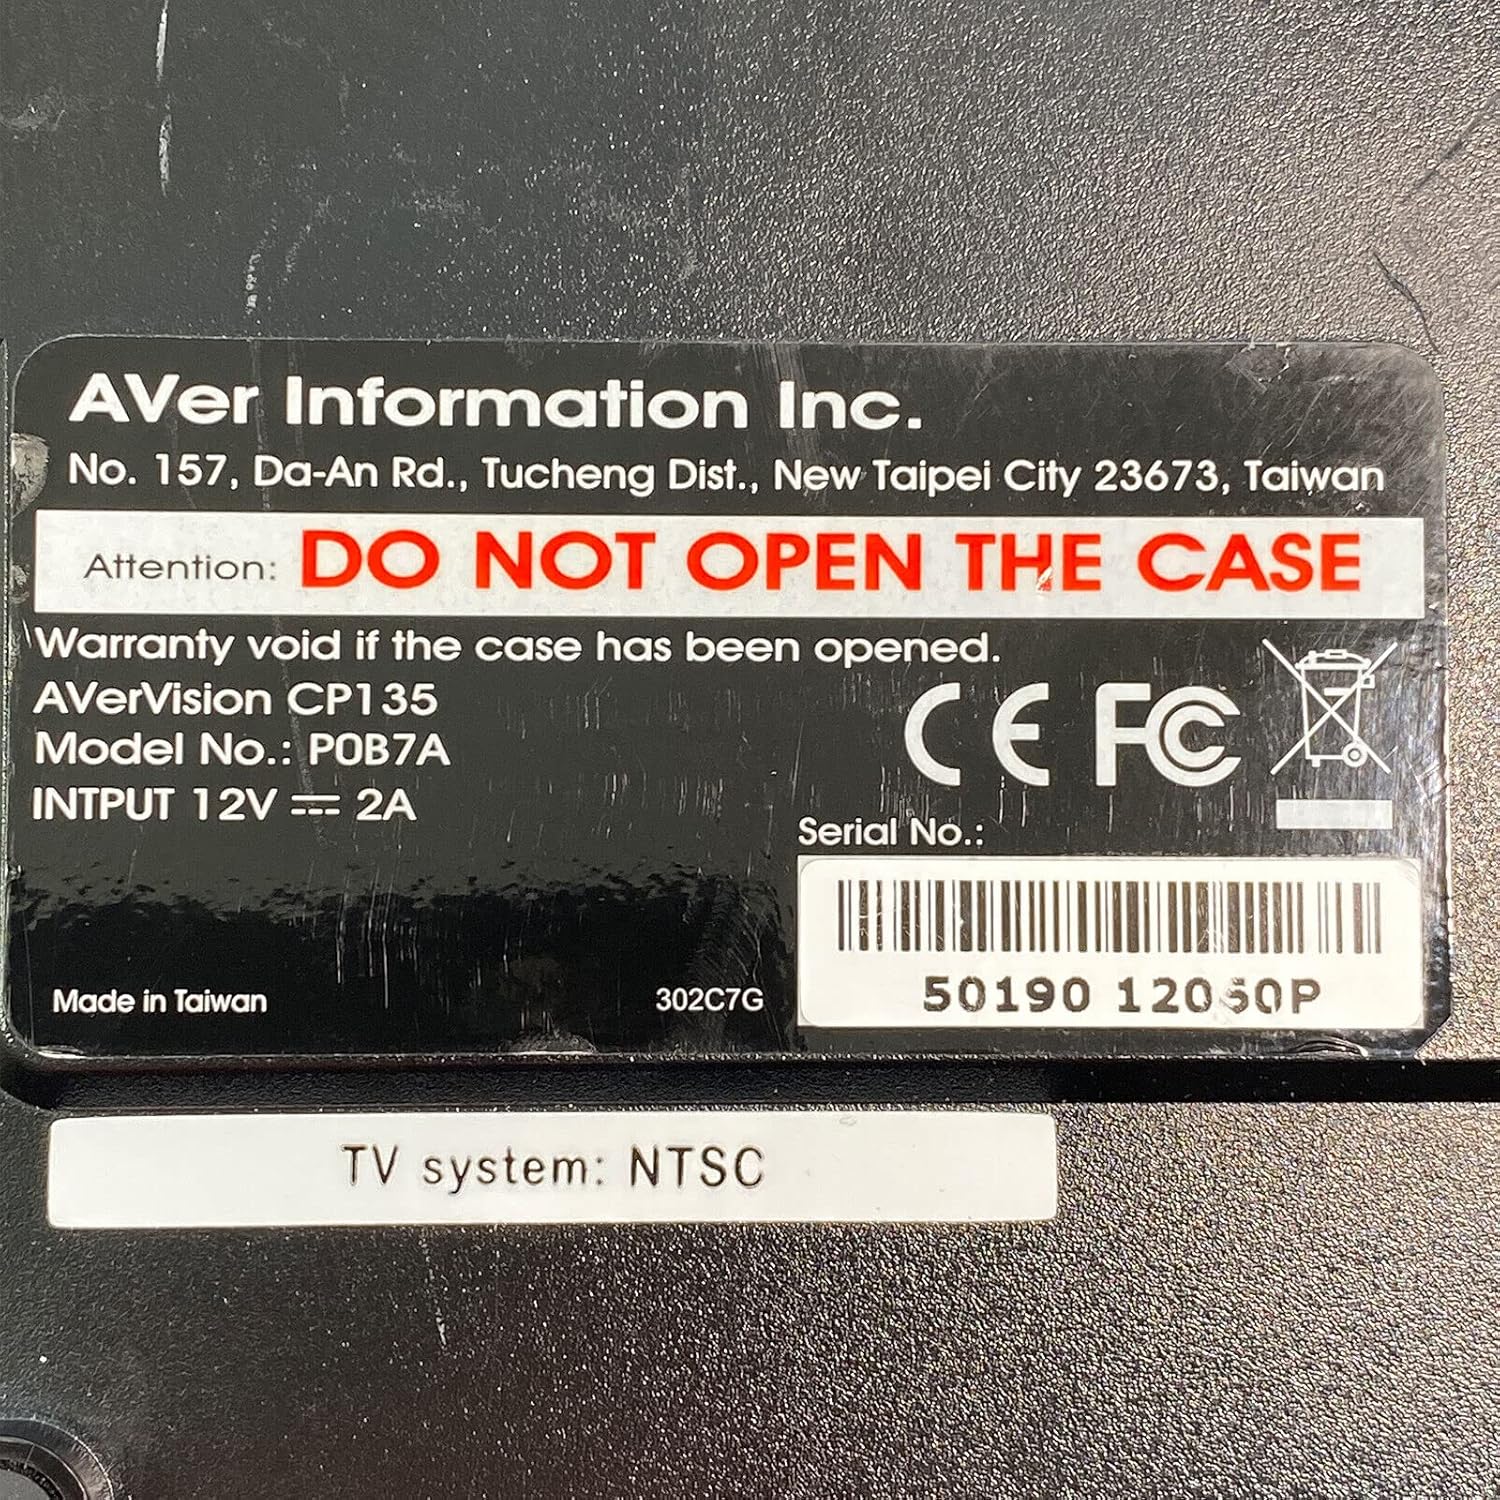 AVer Information Inc.
No. 157, Da-An Rd., Tucheng Dist., New Taipei City 23673, Taiwan
Attention: DO NOT OPEN THE CASE
Warranty void if the case has been opened.
AVerVision CP135
Model No.: P0B7A
INTPUT 12V ⎓ 2A
CE FC
Serial No.:
50190
Made in Taiwan
302C7G
TV system: NTSC